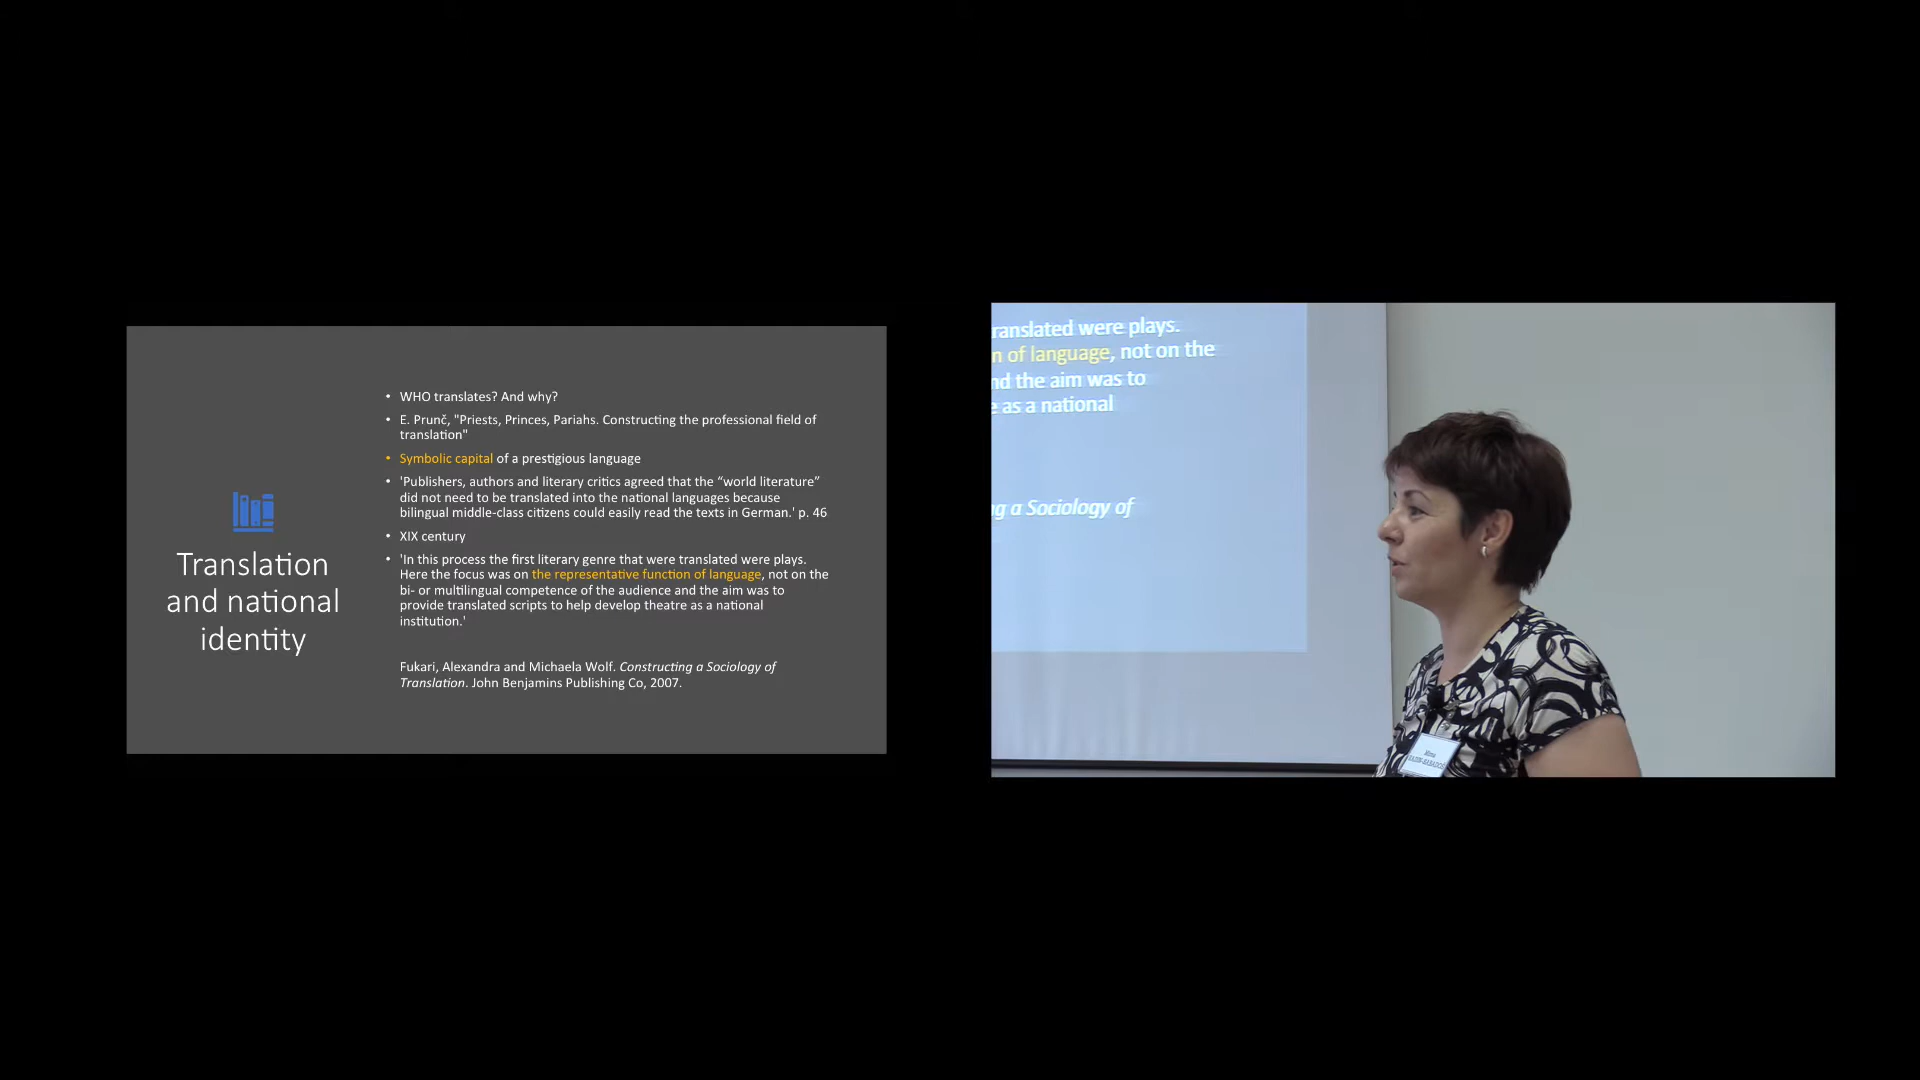 Translation
and national
identity
• WHO translates? And why?
• E. Prunč, "Priests, Princes, Pariahs. Constructing the professional field of
translation"
• Symbolic capital of a prestigious language
• 'Publishers, authors and literary critics agreed that the “world literature”
did not need to be translated into the national languages because
bilingual middle-class citizens could easily read the texts in German.' p. 46
• XIX century
• 'In this process the first literary genre that were translated were plays.
Here the focus was on the representative function of language, not on the
bi- or multilingual competence of the audience and the aim was to
provide translated scripts to help develop theatre as a national
institution.'
Fukari, Alexandra and Michaela Wolf. Constructing a Sociology of
Translation. John Benjamins Publishing Co, 2007.
ranslated were plays.
n of language, not on the
nd the aim was to
e as a national
g a Sociology of